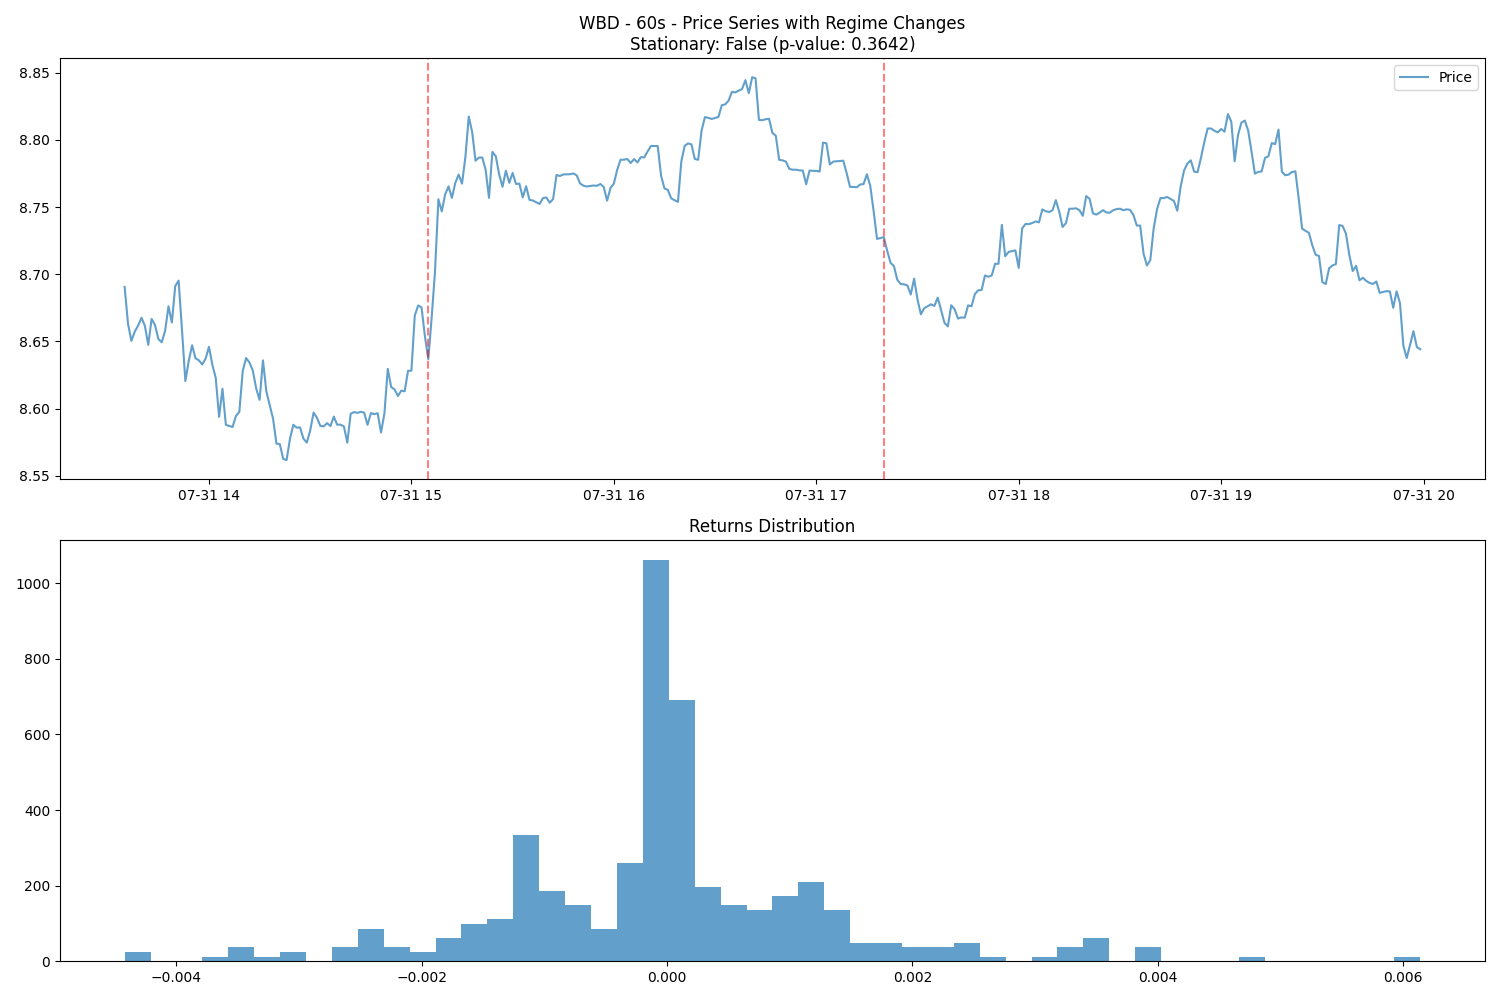 WBD - 60s - Price Series with Regime Changes
Stationary: False (p-value: 0.3642)
Price
8.85
8.80
8.75
8.70
8.65
8.60
8.55
07-31 14 07-31 15 07-31 16 07-31 17 07-31 18 07-31 19 07-31 20
Returns Distribution
1000
800
600
400
200
0
−0.004 −0.002 0.000 0.002 0.004 0.006